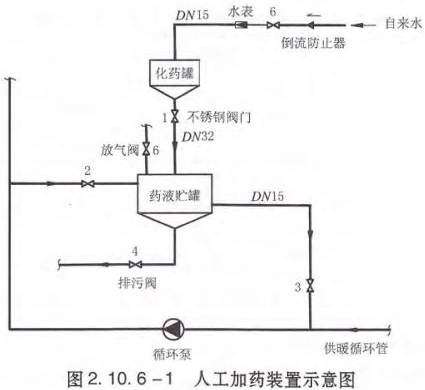 DN15
水表
6
自来水
倒流防止器
化药罐
1
不锈钢阀门
放气阀
6
DN32
2
药液贮罐
DN15
4
排污阀
3
循环泵
供暖循环管
图2.10.6-1 人工加药装置示意图